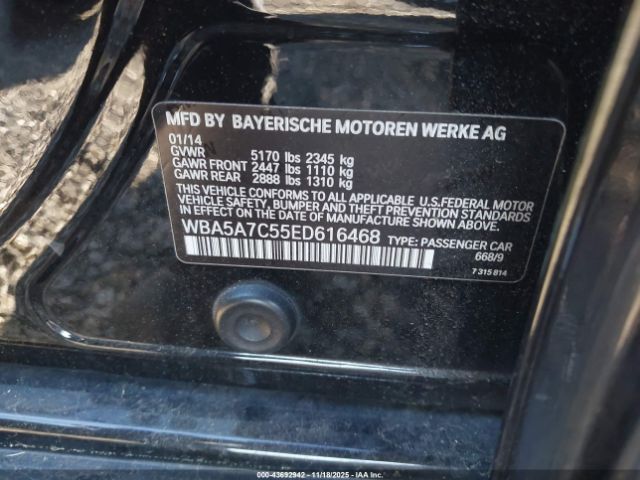 MFD BY BAYERISCHE MOTOREN WERKE AG
01/14
GVWR 5170 lbs 2345 kg
GAWR FRONT 2447 lbs 1110 kg
GAWR REAR 2888 lbs 1310 kg
THIS VEHICLE CONFORMS TO ALL APPLICABLE U.S.FEDERAL MOTOR
VEHICLE SAFETY, BUMPER AND THEFT PREVENTION STANDARDS
IN EFFECT ON THE DATE OF MANUFACTURE SHOWN ABOVE.
WBA5A7C55ED616468 TYPE: PASSENGER CAR
668/9
7 315 814
000-43692942 - 11/18/2025 - IAAI Copyright